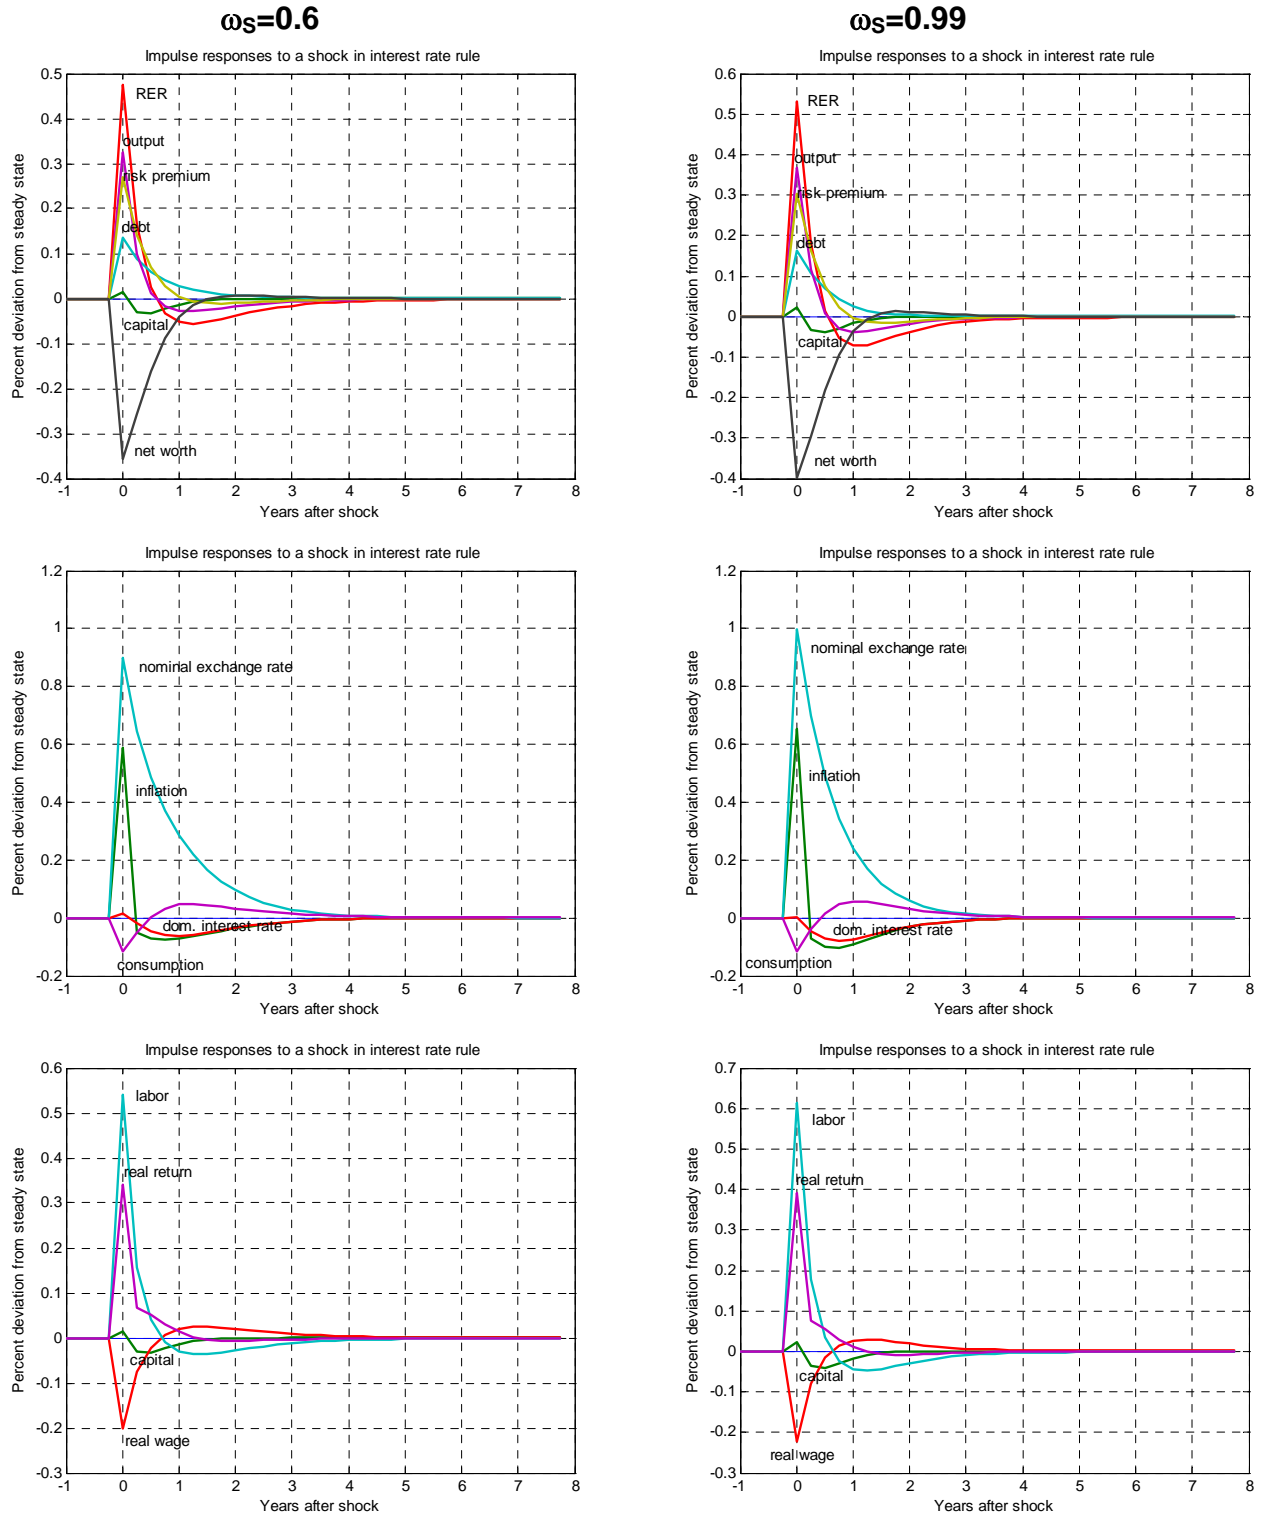 ωS=0.6
ωS=0.99
Impulse responses to a shock in interest rate rule
Percent deviation from steady state
0.5
0.4
0.3
0.2
0.1
0
-0.1
-0.2
-0.3
-0.4
RER
output
risk premium
debt
capital
net worth
-1 0 1 2 3 4 5 6 7 8
Years after shock
Impulse responses to a shock in interest rate rule
Percent deviation from steady state
0.6
0.5
0.4
0.3
0.2
0.1
0
-0.1
-0.2
-0.3
-0.4
RER
output
risk premium
debt
capital
net worth
-1 0 1 2 3 4 5 6 7 8
Years after shock
Impulse responses to a shock in interest rate rule
Percent deviation from steady state
1.2
1
0.8
0.6
0.4
0.2
0
-0.2
nominal exchange rate
inflation
dom. interest rate
consumption
-1 0 1 2 3 4 5 6 7 8
Years after shock
Impulse responses to a shock in interest rate rule
Percent deviation from steady state
1.2
1
0.8
0.6
0.4
0.2
0
-0.2
nominal exchange rate
inflation
dom. interest rate
consumption
-1 0 1 2 3 4 5 6 7 8
Years after shock
Impulse responses to a shock in interest rate rule
Percent deviation from steady state
0.6
0.5
0.4
0.3
0.2
0.1
0
-0.1
-0.2
-0.3
labor
real return
capital
real wage
-1 0 1 2 3 4 5 6 7 8
Years after shock
Impulse responses to a shock in interest rate rule
Percent deviation from steady state
0.7
0.6
0.5
0.4
0.3
0.2
0.1
0
-0.1
-0.2
-0.3
labor
real return
capital
real wage
-1 0 1 2 3 4 5 6 7 8
Years after shock